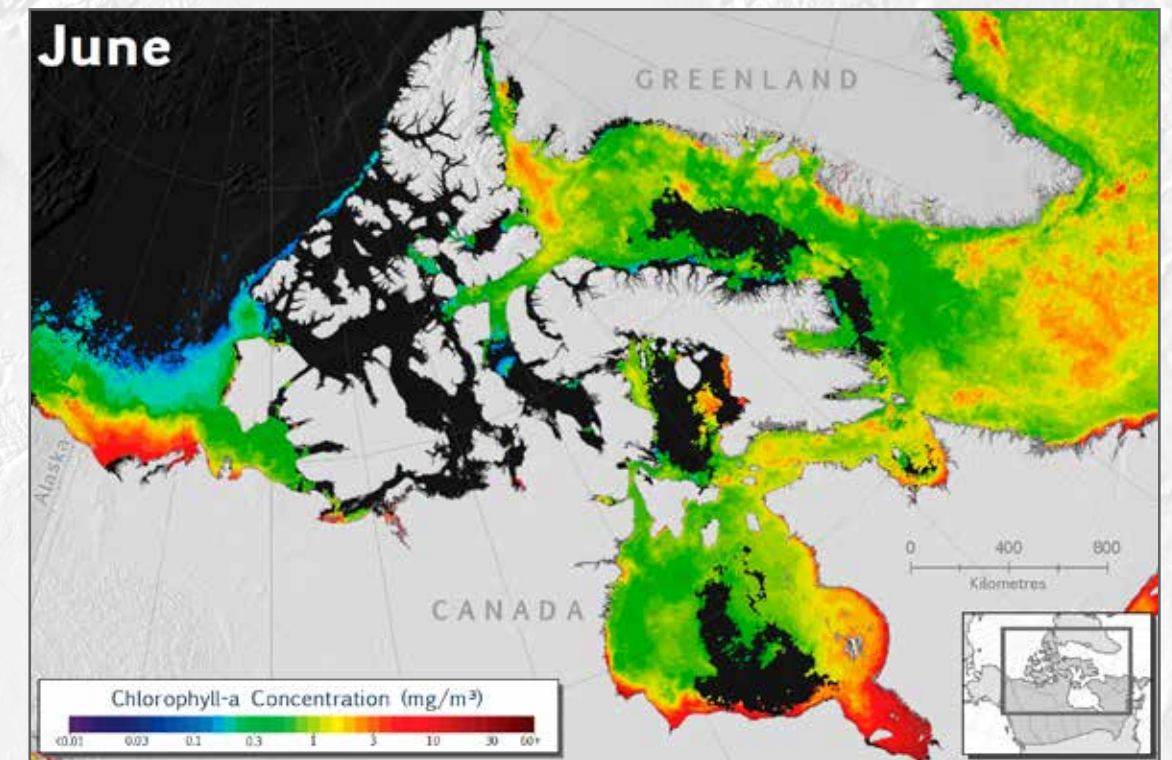 June
GREENLAND
Alaska
0 400 800
Kilometres
CANADA
Chlorophyll-a Concentration (mg/m³)
<0.01 0.03 0.1 0.3 1 3 10 30 60+